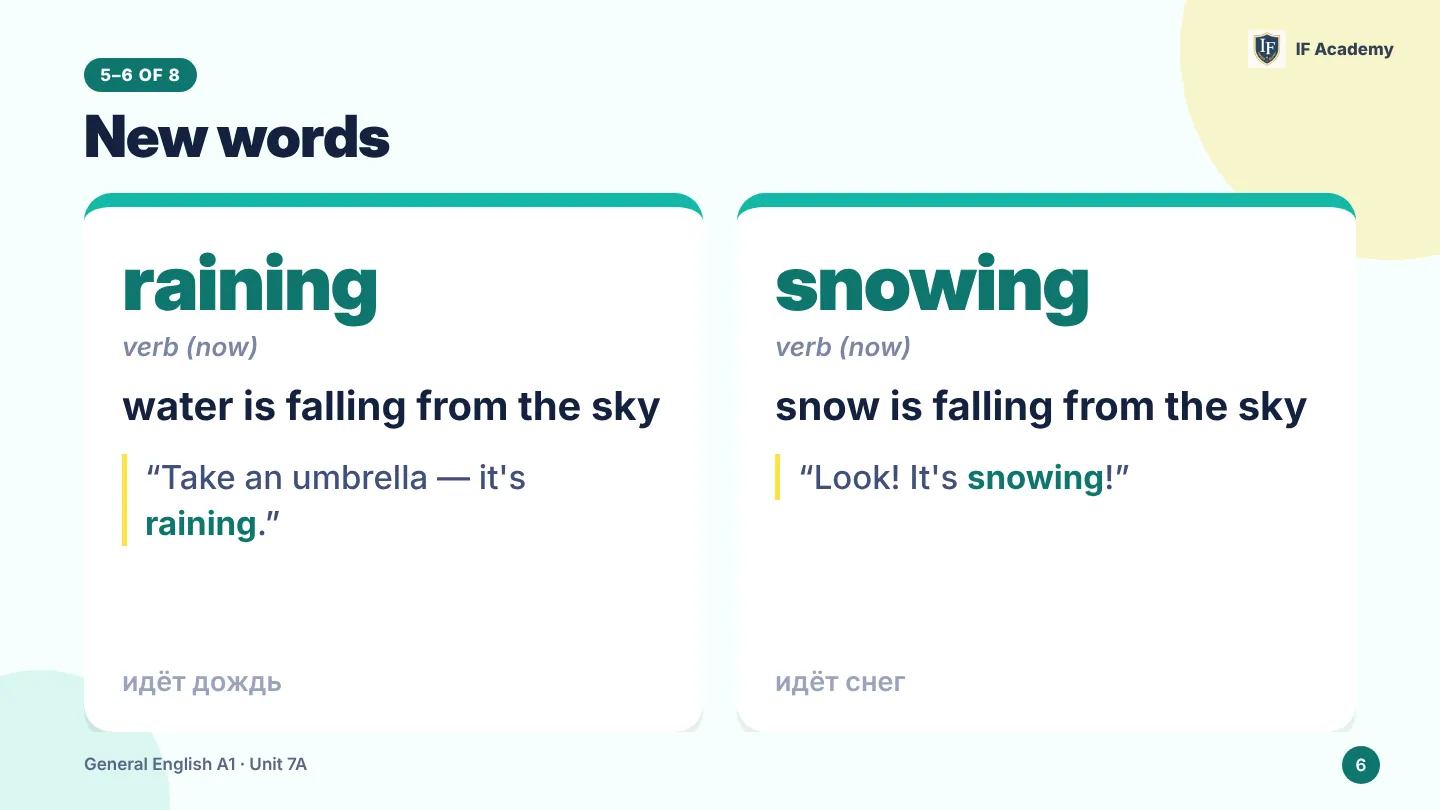 IF Academy
5–6 OF 8
New words
raining
verb (now)
water is falling from the sky
“Take an umbrella — it's
raining.”
идёт дождь
snowing
verb (now)
snow is falling from the sky
“Look! It's snowing!”
идёт снег
General English A1 · Unit 7A
6